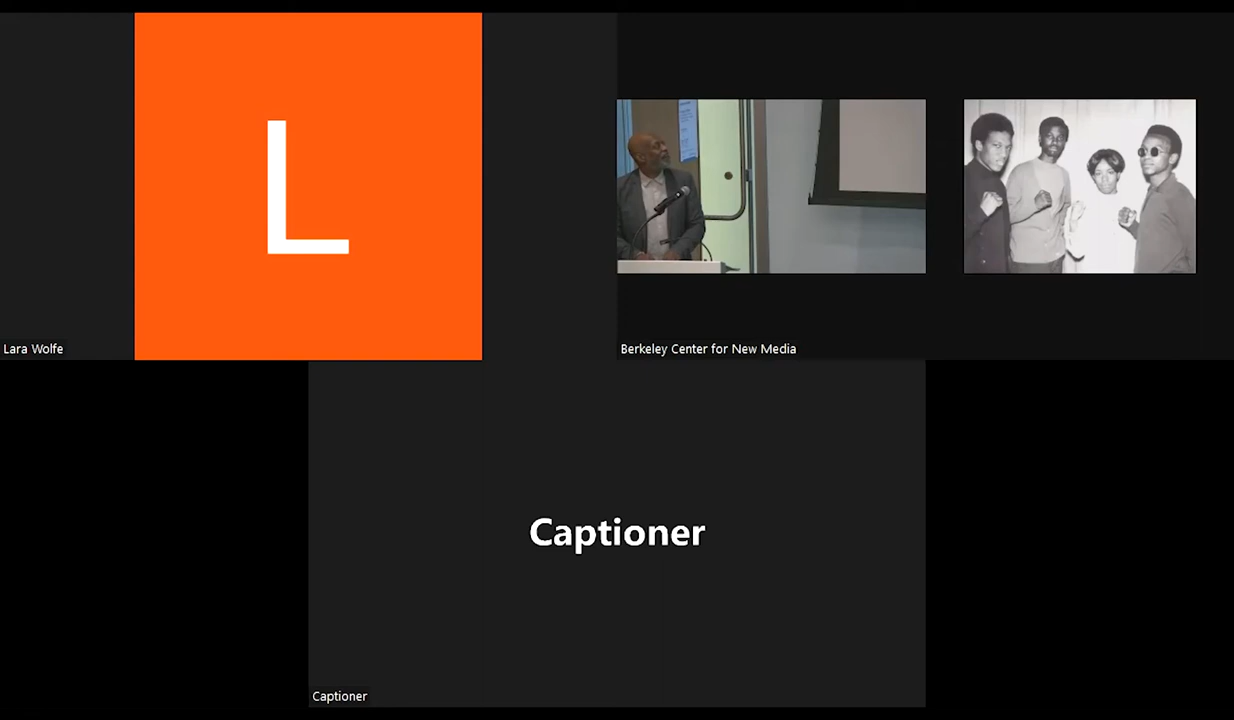 L
Lara Wolfe
Berkeley Center for New Media
Captioner
Captioner